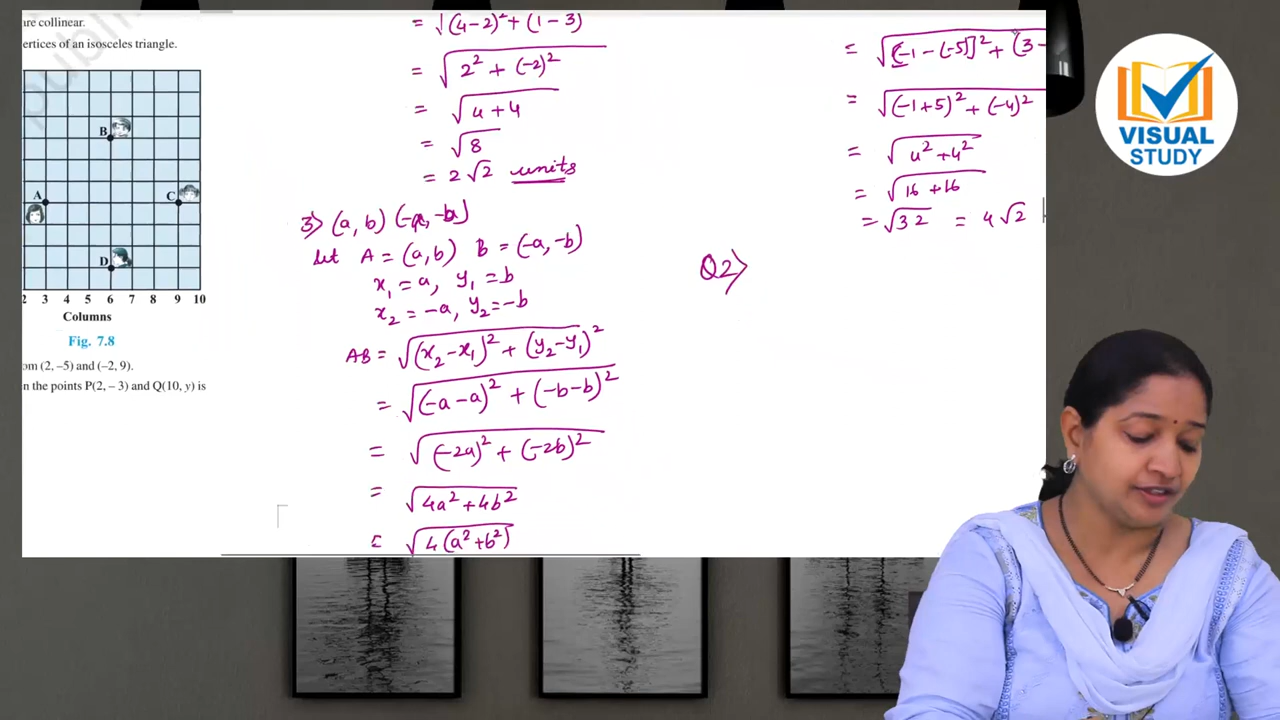 are collinear.
ertices of an isosceles triangle.
B
A
C
D
2 3 4 5 6 7 8 9 10
Columns
Fig. 7.8
om (2, –5) and (–2, 9).
n the points P(2, – 3) and Q(10, y) is
= √(4-2)² + (1-3)
= √2² + (-2)²
= √4 + 4
= √8
= 2√2 units
3> (a, b) (-a, -b)
Let A = (a, b) B = (-a, -b)
x₁ = a, y₁ = b
x₂ = -a, y₂ = -b
AB = √(x₂-x₁)² + (y₂-y₁)²
= √(-a-a)² + (-b-b)²
= √(-2a)² + (-2b)²
= √4a² + 4b²
= √4(a²+b²)
= √[-1-(-5)]² + (3-
= √(-1+5)² + (-4)²
= √4² + 4²
= √16 + 16
= √32 = 4√2
Q2>
VISUAL
STUDY